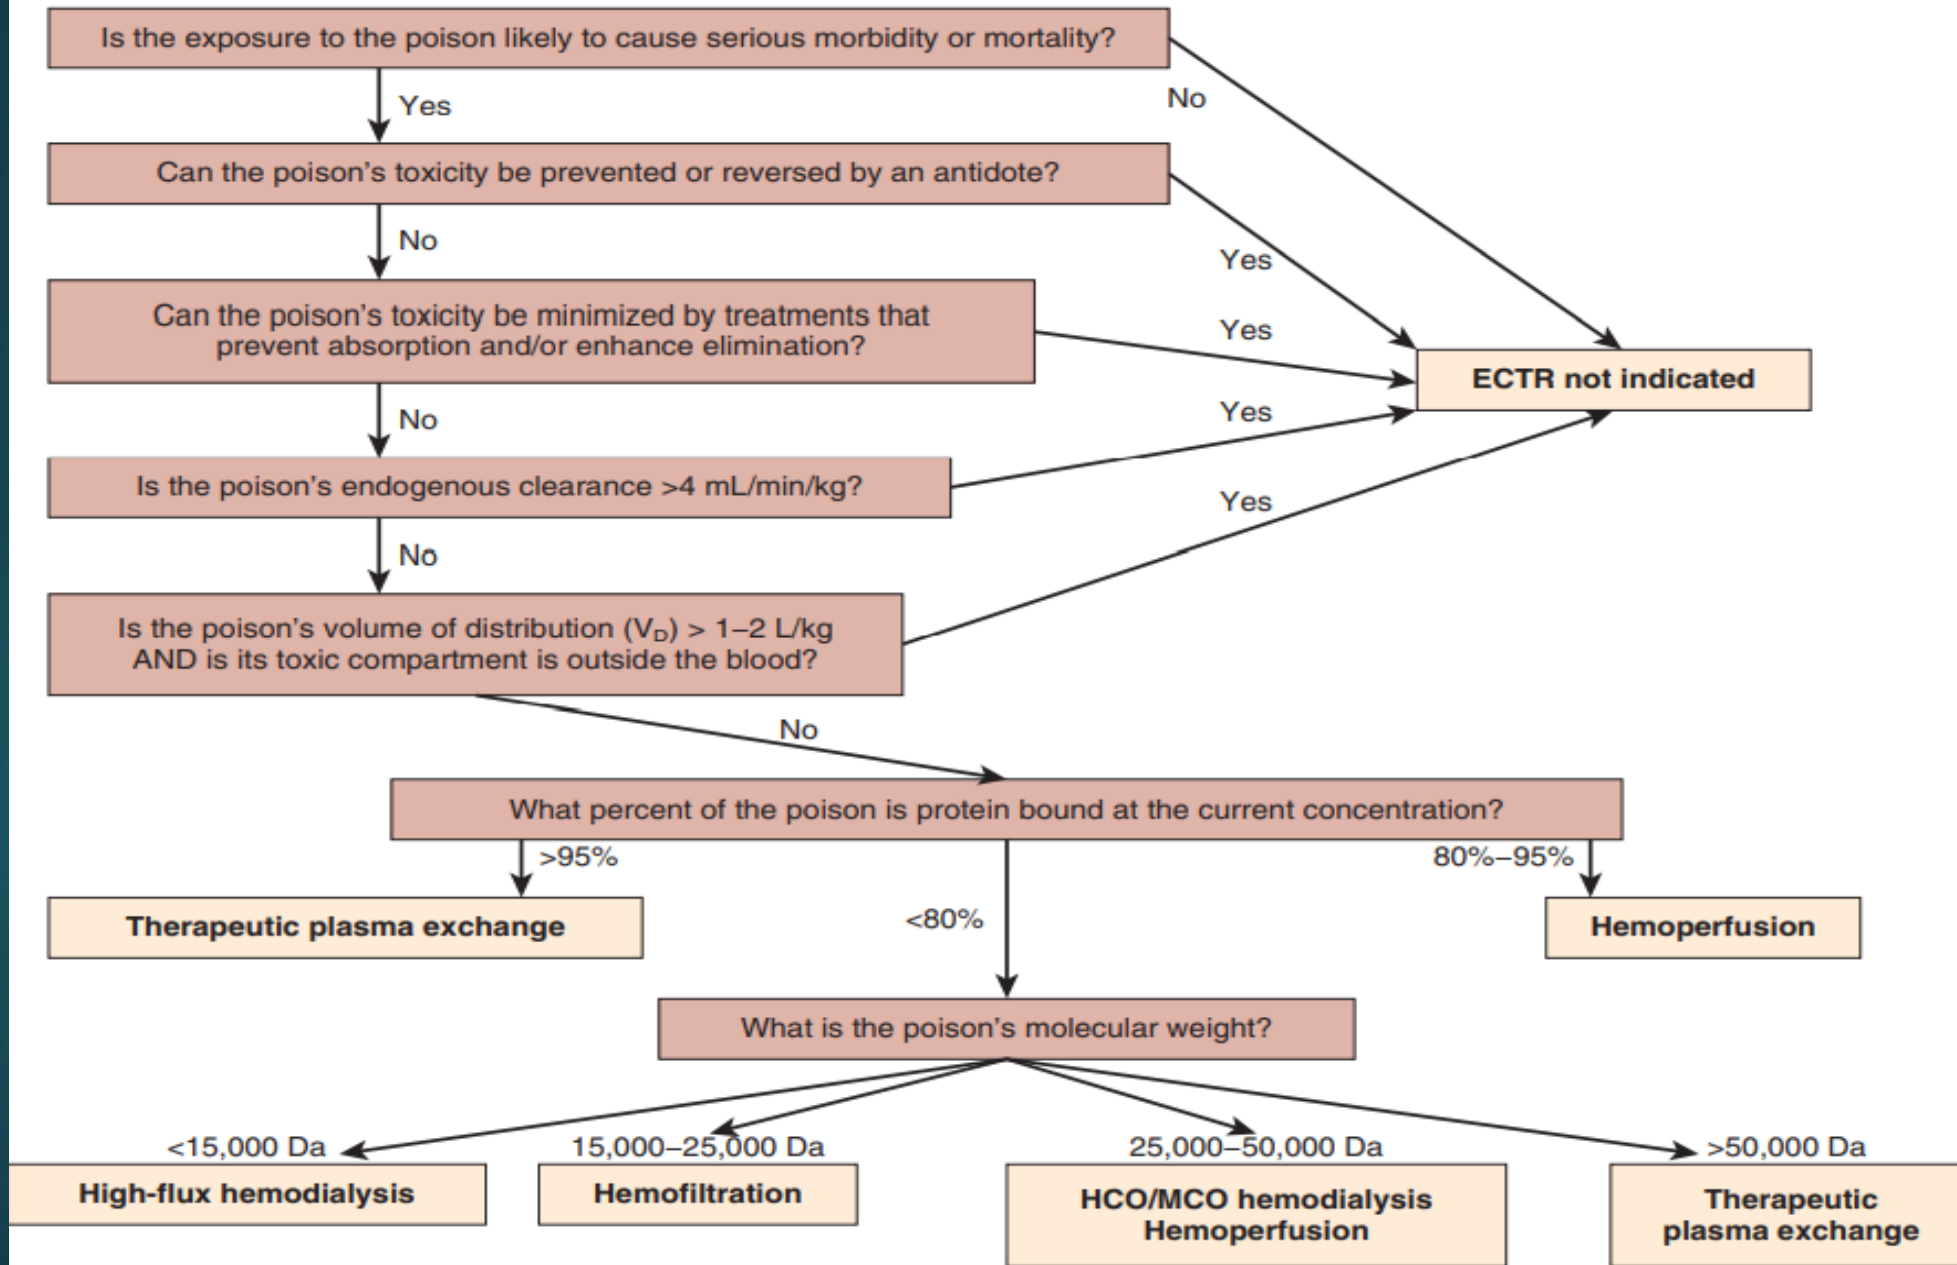 Is the exposure to the poison likely to cause serious morbidity or mortality?
No
Yes
Can the poison's toxicity be prevented or reversed by an antidote?
No
Yes
Can the poison's toxicity be minimized by treatments that
prevent absorption and/or enhance elimination?
Yes
ECTR not indicated
No
Yes
Is the poison's endogenous clearance >4 mL/min/kg?
Yes
No
Is the poison's volume of distribution (V_D) > 1–2 L/kg
AND is its toxic compartment is outside the blood?
No
What percent of the poison is protein bound at the current concentration?
>95%
80%–95%
<80%
Therapeutic plasma exchange
Hemoperfusion
What is the poison's molecular weight?
<15,000 Da
15,000–25,000 Da
25,000–50,000 Da
>50,000 Da
High-flux hemodialysis
Hemofiltration
HCO/MCO hemodialysis
Hemoperfusion
Therapeutic
plasma exchange